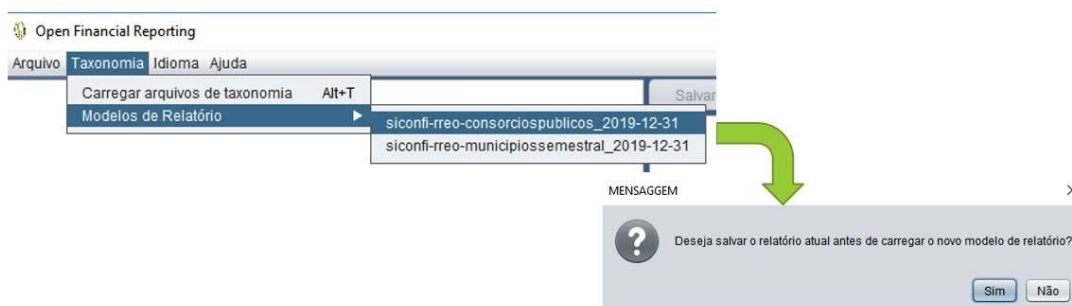 Open Financial Reporting
Arquivo Taxonomia Idioma Ajuda
Carregar arquivos de taxonomia Alt+T
Salvar
Modelos de Relatório
siconfi-rreo-consorciospublicos_2019-12-31
siconfi-rreo-municipiossemestral_2019-12-31
MENSAGGEM
Deseja salvar o relatório atual antes de carregar o novo modelo de relatório?
Sim Não